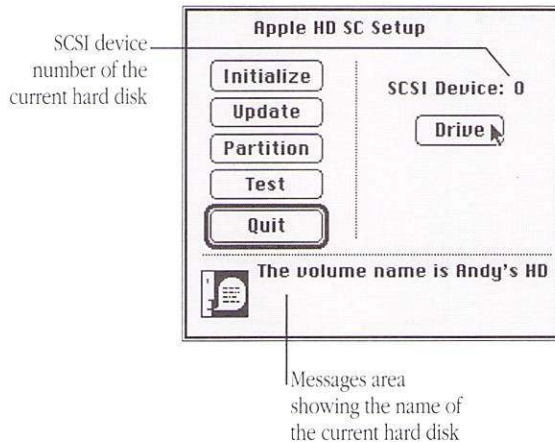 Apple HD SC Setup
SCSI device
number of the
current hard disk
Initialize
Update
Partition
Test
Quit
SCSI Device: 0
Drive
The volume name is Andy's HD
Messages area
showing the name of
the current hard disk